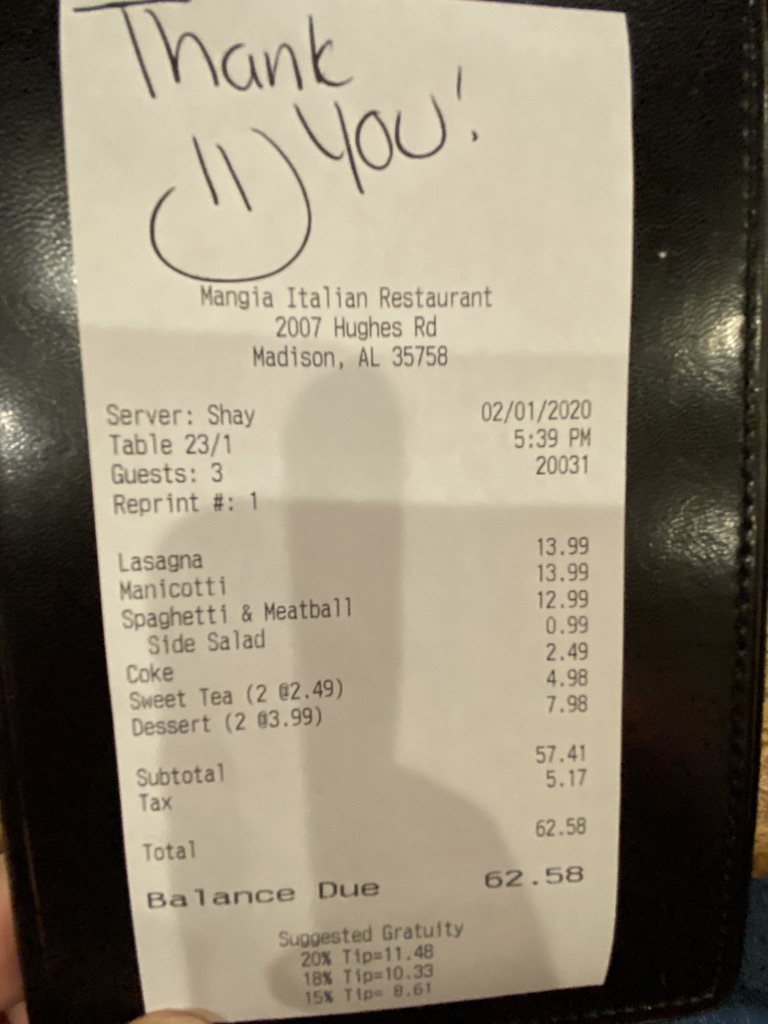 Thank
You!
Mangia Italian Restaurant
2007 Hughes Rd
Madison, AL 35758
Server: Shay 02/01/2020
Table 23/1 5:39 PM
Guests: 3 20031
Reprint #: 1
Lasagna 13.99
Manicotti 13.99
Spaghetti & Meatball 12.99
Side Salad 0.99
Coke 2.49
Sweet Tea (2 @2.49) 4.98
Dessert (2 @3.99) 7.98
Subtotal 57.41
Tax 5.17
Total 62.58
Balance Due 62.58
Suggested Gratuity
20% Tip=11.48
18% Tip=10.33
15% Tip= 8.61